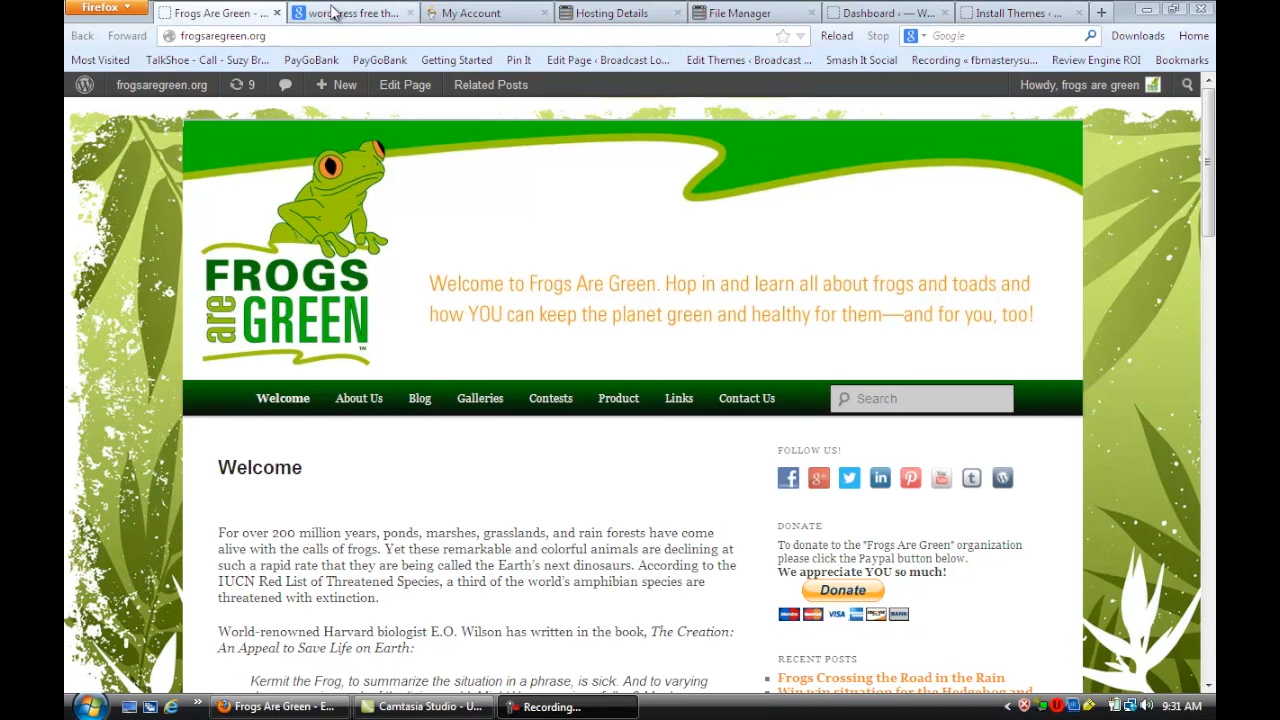 Firefox
Frogs Are Green - ...
wordpress free th...
My Account
Hosting Details
File Manager
Dashboard ‹ — W...
Install Themes ‹ ...
Back
Forward
frogsaregreen.org
Google
Reload
Stop
Downloads
Home
Most Visited
TalkShoe - Call - Suzy Br...
PayGoBank
PayGoBank
Getting Started
Pin It
Edit Page ‹ Broadcast Lo...
Edit Themes ‹ Broadcast ...
Smash It Social
Recording «fbmasterysu...
Review Engine ROI
Bookmarks
frogsaregreen.org
9
New
Edit Page
Related Posts
Howdy, frogs are green
FROGS
are GREEN
™
Welcome to Frogs Are Green. Hop in and learn all about frogs and toads and
how YOU can keep the planet green and healthy for them—and for you, too!
Welcome
About Us
Blog
Galleries
Contests
Product
Links
Contact Us
Search
Welcome
For over 200 million years, ponds, marshes, grasslands, and rain forests have come
alive with the calls of frogs. Yet these remarkable and colorful animals are declining at
such a rapid rate that they are being called the Earth's next dinosaurs. According to the
IUCN Red List of Threatened Species, a third of the world's amphibian species are
threatened with extinction.
World-renowned Harvard biologist E.O. Wilson has written in the book, The Creation:
An Appeal to Save Life on Earth:
Kermit the Frog, to summarize the situation in a phrase, is sick. And to varying
FOLLOW US!
DONATE
To donate to the "Frogs Are Green" organization
please click the Paypal button below.
We appreciate YOU so much!
Donate
VISA
BANK
RECENT POSTS
Frogs Crossing the Road in the Rain
Win win situation for the Hedgehog and
Frogs Are Green - E...
Camtasia Studio - U...
Recording...
9:31 AM